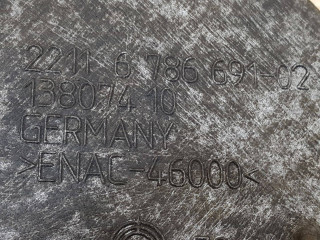 2211 6 786 691-02
138074 10
GERMANY
>ENAC-46000<